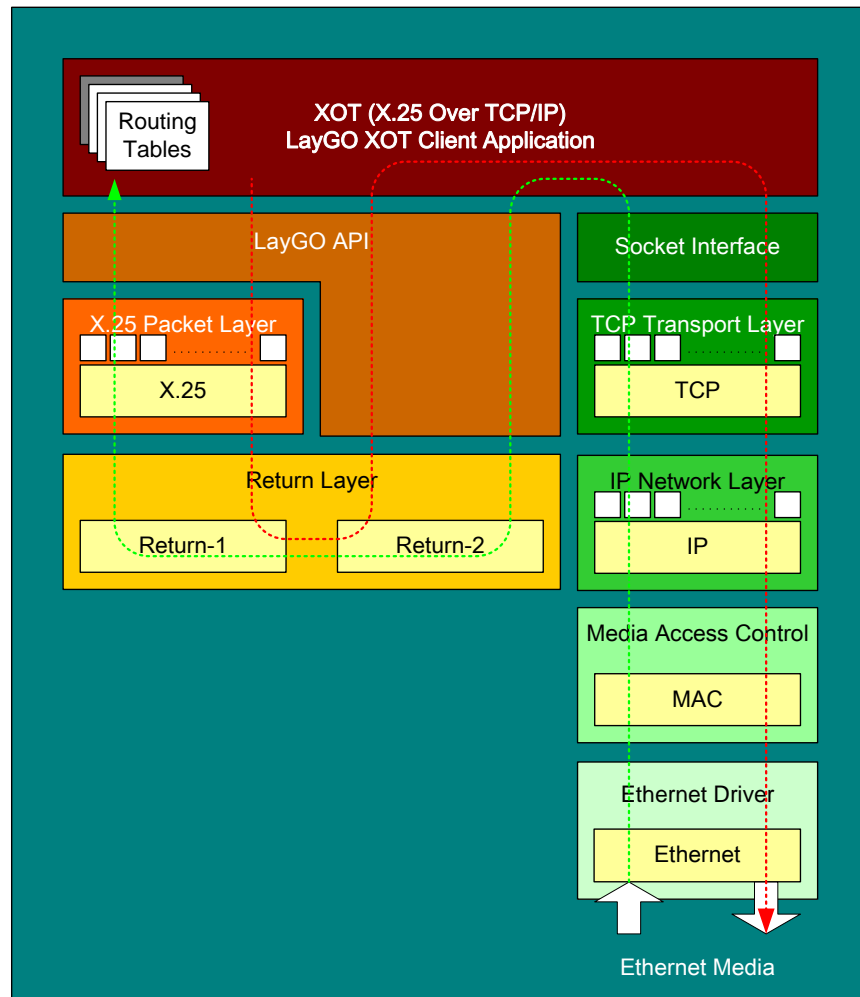 Routing
Tables
XOT (X.25 Over TCP/IP)
LayGO XOT Client Application
LayGO API
Socket Interface
X.25 Packet Layer
X.25
TCP Transport Layer
TCP
Return Layer
Return-1
Return-2
IP Network Layer
IP
Media Access Control
MAC
Ethernet Driver
Ethernet
Ethernet Media